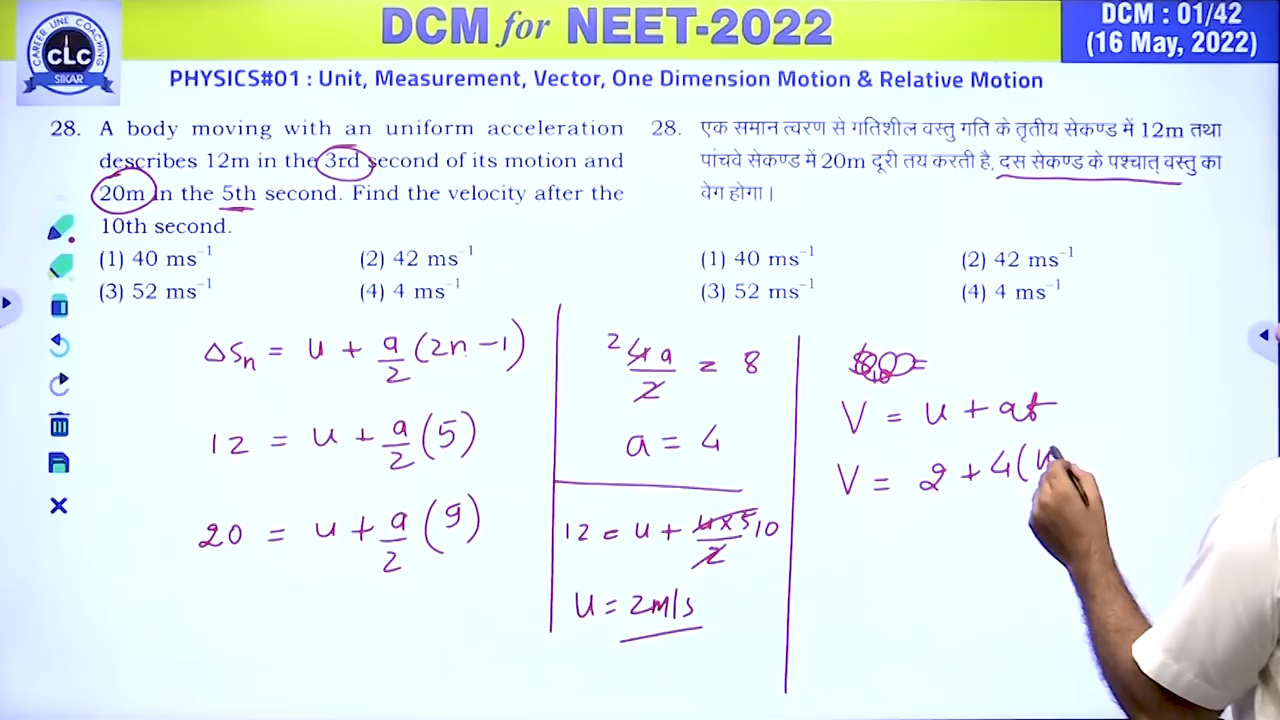 CAREER LINE COACHING
CLC
SIKAR
DCM for NEET-2022
DCM : 01/42
(16 May, 2022)
PHYSICS#01 : Unit, Measurement, Vector, One Dimension Motion & Relative Motion
28. A body moving with an uniform acceleration
describes 12m in the 3rd second of its motion and
20m in the 5th second. Find the velocity after the
10th second.
(1) 40 ms⁻¹ (2) 42 ms⁻¹
(3) 52 ms⁻¹ (4) 4 ms⁻¹
28. एक समान त्वरण से गतिशील वस्तु गति के तृतीय सेकण्ड में 12m तथा
पांचवे सेकण्ड में 20m दूरी तय करती है, दस सेकण्ड के पश्चात् वस्तु का
वेग होगा।
(1) 40 ms⁻¹ (2) 42 ms⁻¹
(3) 52 ms⁻¹ (4) 4 ms⁻¹
ΔSₙ = u + a/2 (2n-1)
12 = u + a/2 (5)
20 = u + a/2 (9)
2 4×a/2 = 8
a = 4
12 = u + 4×5/2 10
u = 2m/s
V = u + at
V = 2 + 4(